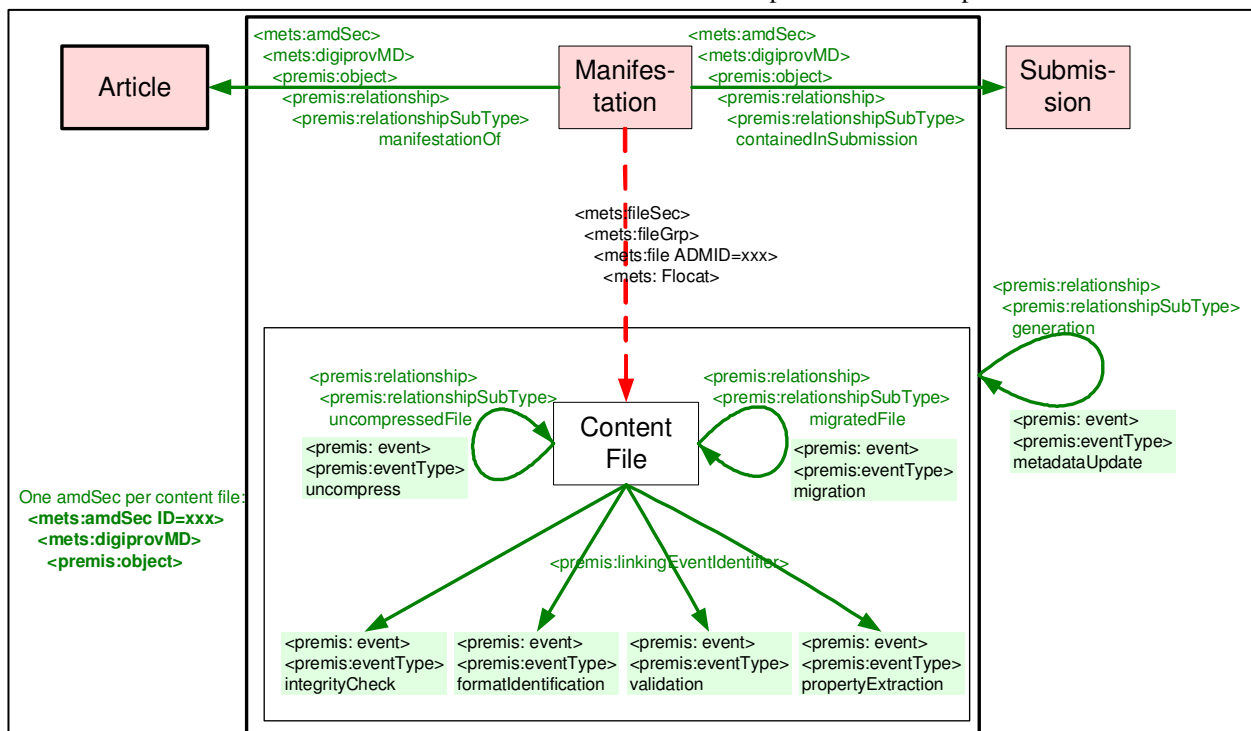 Article
<mets:amdSec>
<mets:digiprovMD>
<premis:object>
<premis:relationship>
<premis:relationshipSubType>
manifestationOf
Manifes-
tation
<mets:amdSec>
<mets:digiprovMD>
<premis:object>
<premis:relationship>
<premis:relationshipSubType>
containedInSubmission
Submis-
sion
<mets:fileSec>
<mets:fileGrp>
<mets:file ADMID=xxx>
<mets: Flocat>
<premis:relationship>
<premis:relationshipSubType>
generation
<premis: event>
<premis:eventType>
metadataUpdate
<premis:relationship>
<premis:relationshipSubType>
uncompressedFile
<premis: event>
<premis:eventType>
uncompress
Content
File
<premis:relationship>
<premis:relationshipSubType>
migratedFile
<premis: event>
<premis:eventType>
migration
One amdSec per content file:
<mets:amdSec ID=xxx>
<mets:digiprovMD>
<premis:object>
<premis:linkingEventIdentifier>
<premis: event>
<premis:eventType>
integrityCheck
<premis: event>
<premis:eventType>
formatIdentification
<premis: event>
<premis:eventType>
validation
<premis: event>
<premis:eventType>
propertyExtraction